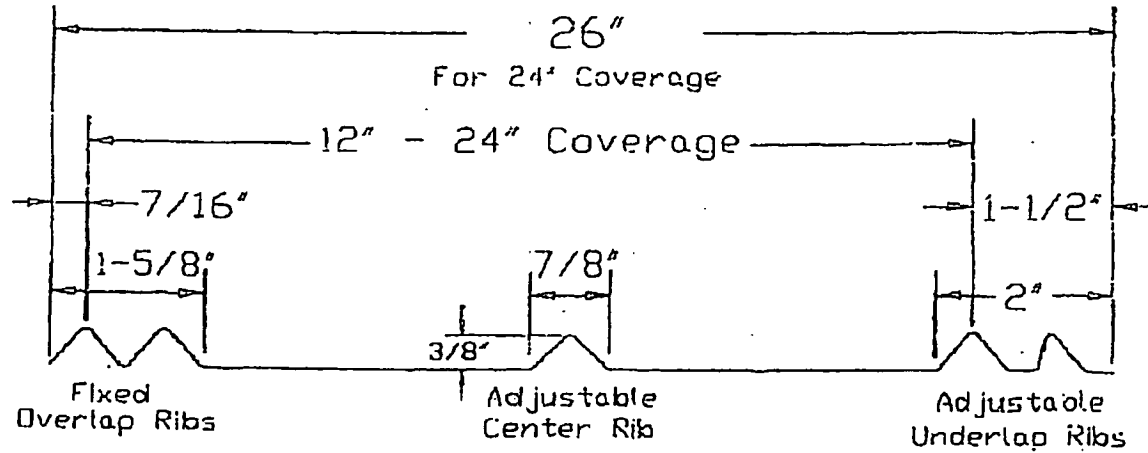 26"
For 24" Coverage
12" - 24" Coverage
7/16"
1-1/2"
1-5/8"
7/8"
2"
3/8"
Fixed
Overlap Ribs
Adjustable
Center Rib
Adjustable
Underlap Ribs